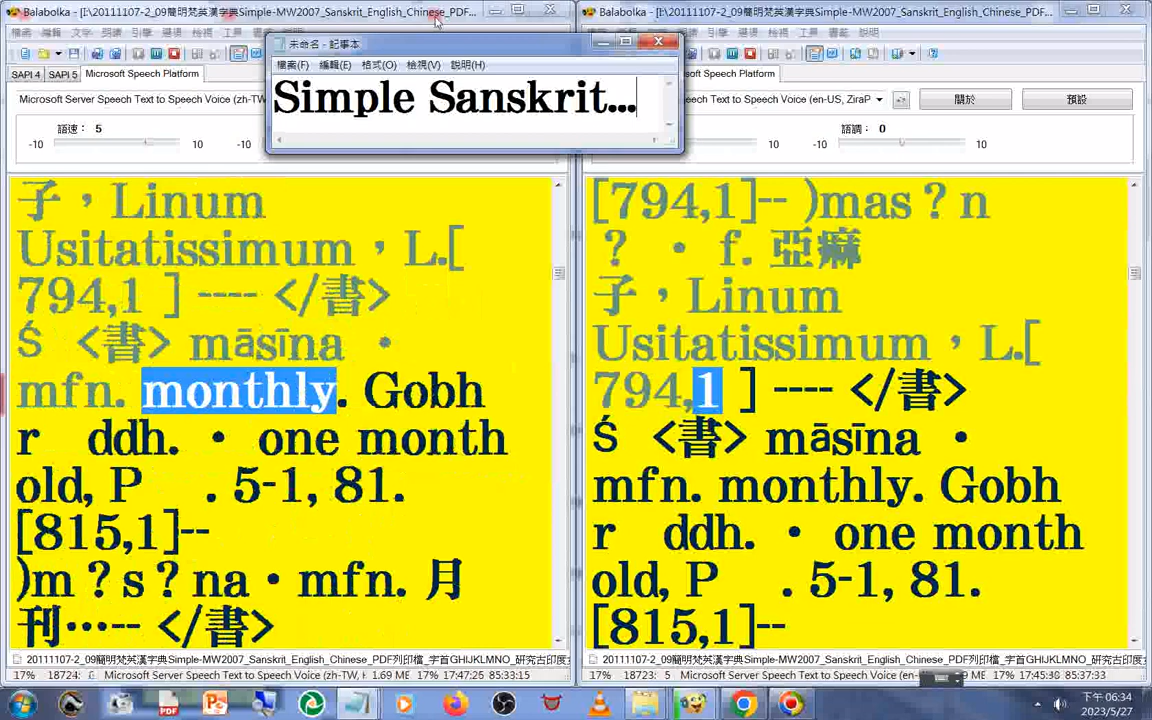 Balabolka - [I:\20111107-2_09簡明梵英漢字典Simple-MW2007_Sanskrit_English_Chinese_PDF...
Balabolka - [I:\20111107-2_09簡明梵英漢字典Simple-MW2007_Sanskrit_English_Chinese_PDF...
未命名 - 記事本
檔案(F) 編輯(E) 格式(O) 檢視(V) 說明(H)
Simple Sanskrit...
SAPI 4 SAPI 5 Microsoft Speech Platform
Microsoft Server Speech Text to Speech Voice (zh-TW,
語速: 5
-10 10 -10
Speech Platform
Speech Text to Speech Voice (en-US, ZiraP 關於 預設
語調: 0
10 -10 10
子,Linum
Usitatissimum,L.[
794,1 ] ---- </書>
Ś <書> māsīna •
mfn. monthly. Gobh
r ddh. • one month
old, P . 5-1, 81.
[815,1]--
)m?s?na•mfn. 月
刊…-- </書>
[794,1]-- )mas?n
? • f. 亞麻
子,Linum
Usitatissimum,L.[
794,1 ] ---- </書>
Ś <書> māsīna •
mfn. monthly. Gobh
r ddh. • one month
old, P . 5-1, 81.
[815,1]--
20111107-2_09簡明梵英漢字典Simple-MW2007_Sanskrit_English_Chinese_PDF列印檔_字首GHIJKLMNO_研究古印度
20111107-2_09簡明梵英漢字典Simple-MW2007_Sanskrit_English_Chinese_PDF列印檔_字首GHIJKLMNO_研究古印度
17% 18724: Microsoft Server Speech Text to Speech Voice (zh-TW, 1.69 ME 17% 17:47:25 85:33:15
17% 18723: 5 Microsoft Server Speech Text to Speech Voice (en-US, 9 ME 17% 17:45:30 85:37:33
下午 06:34
2023/5/27